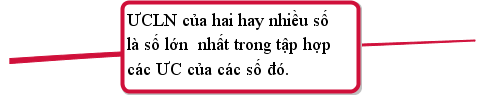 ƯCLN của hai hay nhiều số
là số lớn nhất trong tập hợp
các ƯC của các số đó.